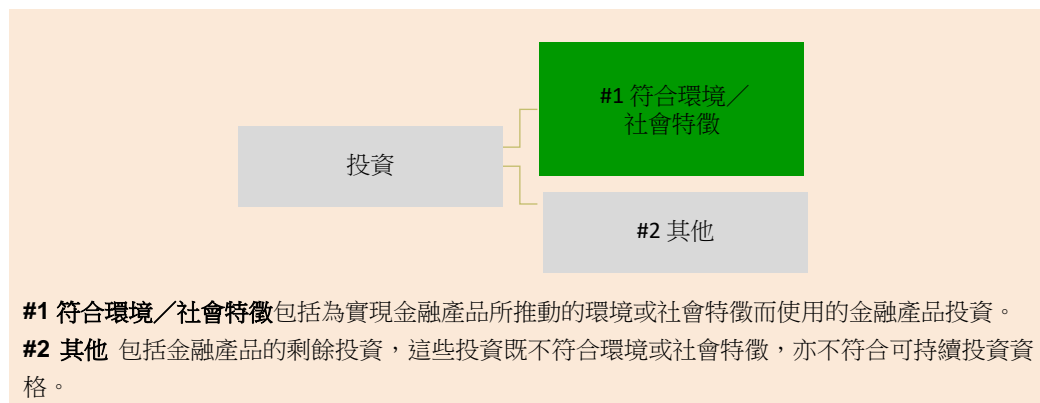 #1 符合環境／
社會特徵
投資
#2 其他
#1 符合環境／社會特徵包括為實現金融產品所推動的環境或社會特徵而使用的金融產品投資。
#2 其他 包括金融產品的剩餘投資，這些投資既不符合環境或社會特徵，亦不符合可持續投資資
格。